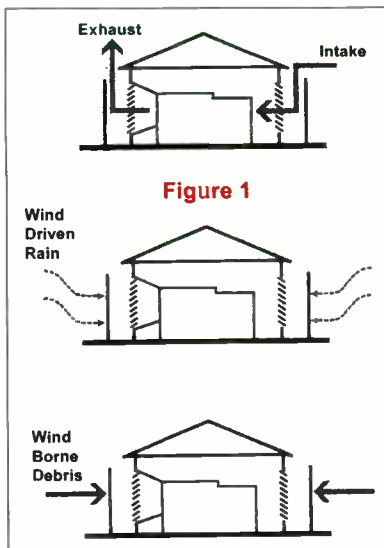 Exhaust
Intake
Figure 1
Wind
Driven
Rain
Wind
Borne
Debris